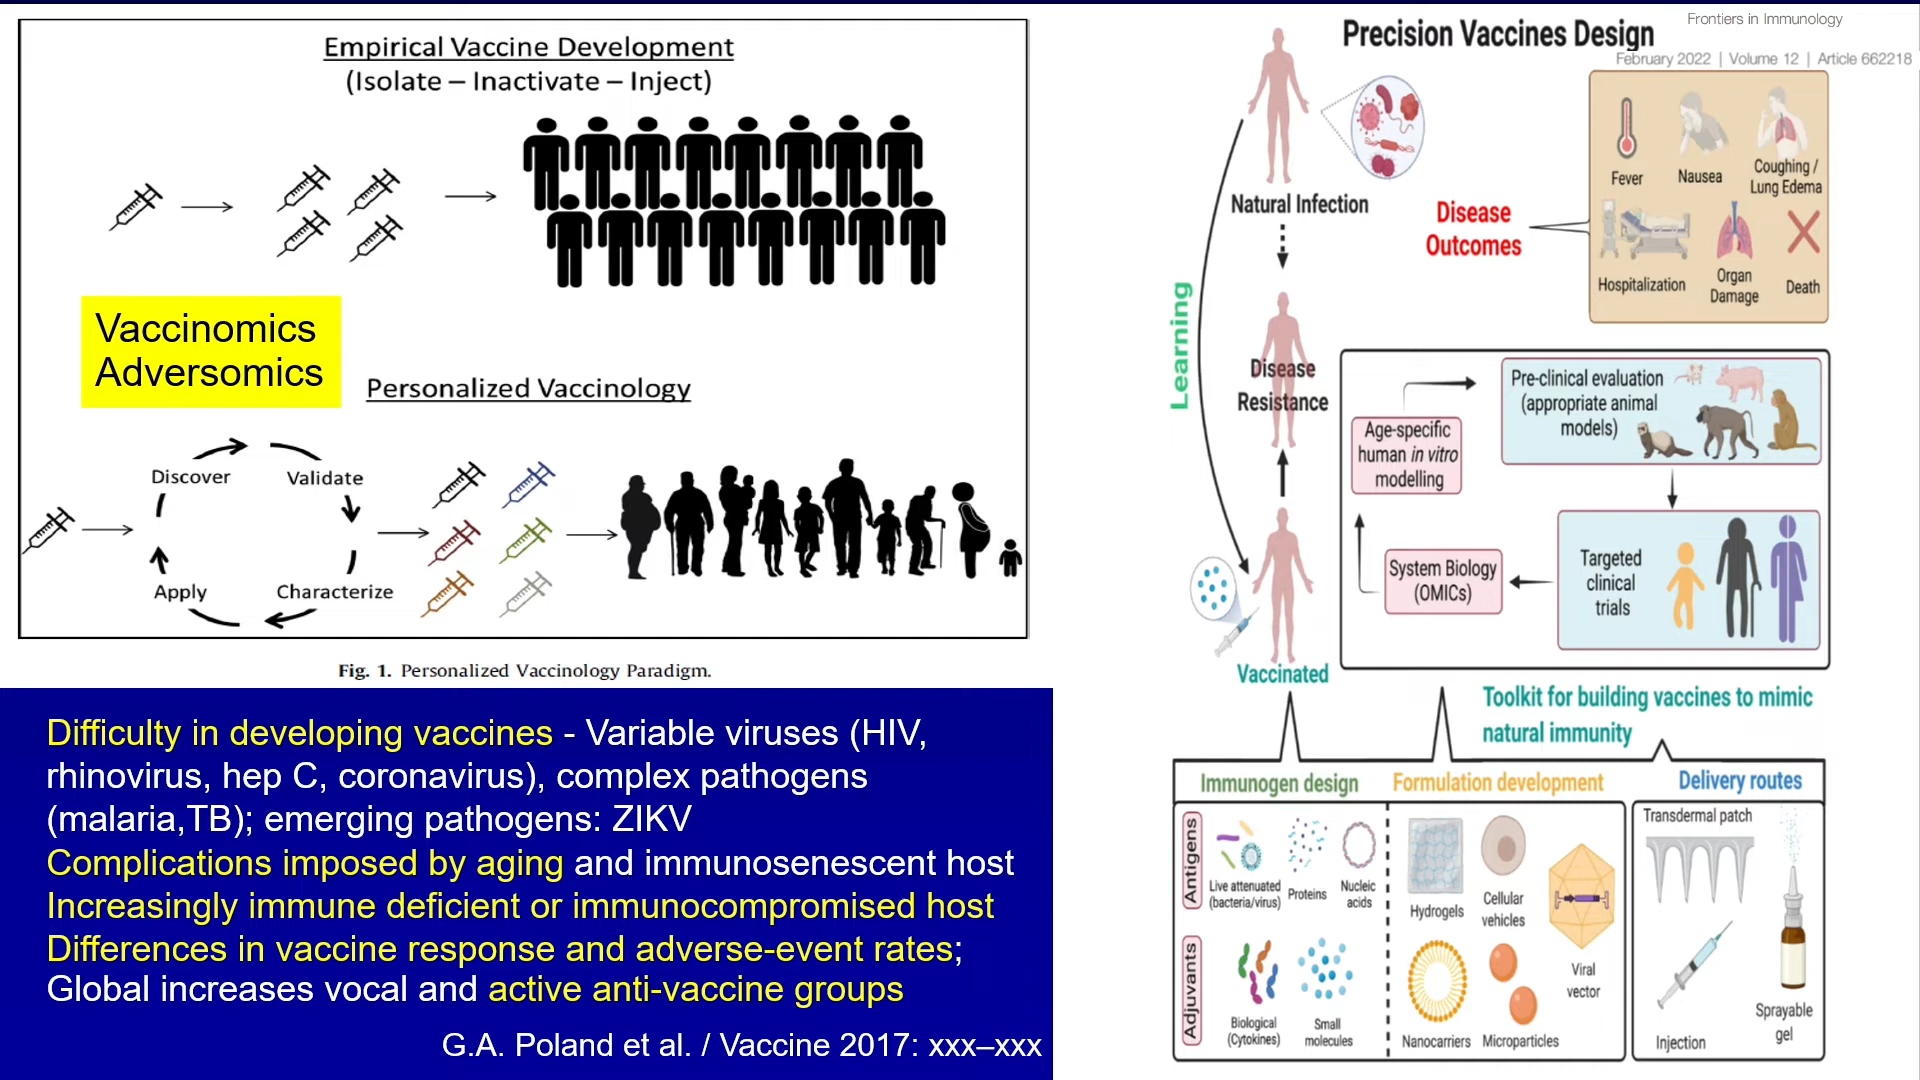 Empirical Vaccine Development
(Isolate – Inactivate – Inject)
Vaccinomics
Adversomics
Personalized Vaccinology
Discover
Validate
Apply
Characterize
Fig. 1. Personalized Vaccinology Paradigm.
Difficulty in developing vaccines - Variable viruses (HIV,
rhinovirus, hep C, coronavirus), complex pathogens
(malaria,TB); emerging pathogens: ZIKV
Complications imposed by aging and immunosenescent host
Increasingly immune deficient or immunocompromised host
Differences in vaccine response and adverse-event rates;
Global increases vocal and active anti-vaccine groups
G.A. Poland et al. / Vaccine 2017: xxx–xxx
Precision Vaccines Design
Frontiers in Immunology
February 2022 | Volume 12 | Article 662218
Natural Infection
Disease
Outcomes
Fever
Nausea
Coughing /
Lung Edema
Hospitalization
Organ
Damage
Death
Learning
Disease
Resistance
Vaccinated
Age-specific
human in vitro
modelling
Pre-clinical evaluation
(appropriate animal
models)
System Biology
(OMICs)
Targeted
clinical
trials
Toolkit for building vaccines to mimic
natural immunity
Immunogen design
Formulation development
Delivery routes
Antigens
Live attenuated
(bacteria/virus)
Proteins
Nucleic
acids
Adjuvants
Biological
(Cytokines)
Small
molecules
Hydrogels
Cellular
vehicles
Viral
vector
Nanocarriers
Microparticles
Transdermal patch
Injection
Sprayable
gel